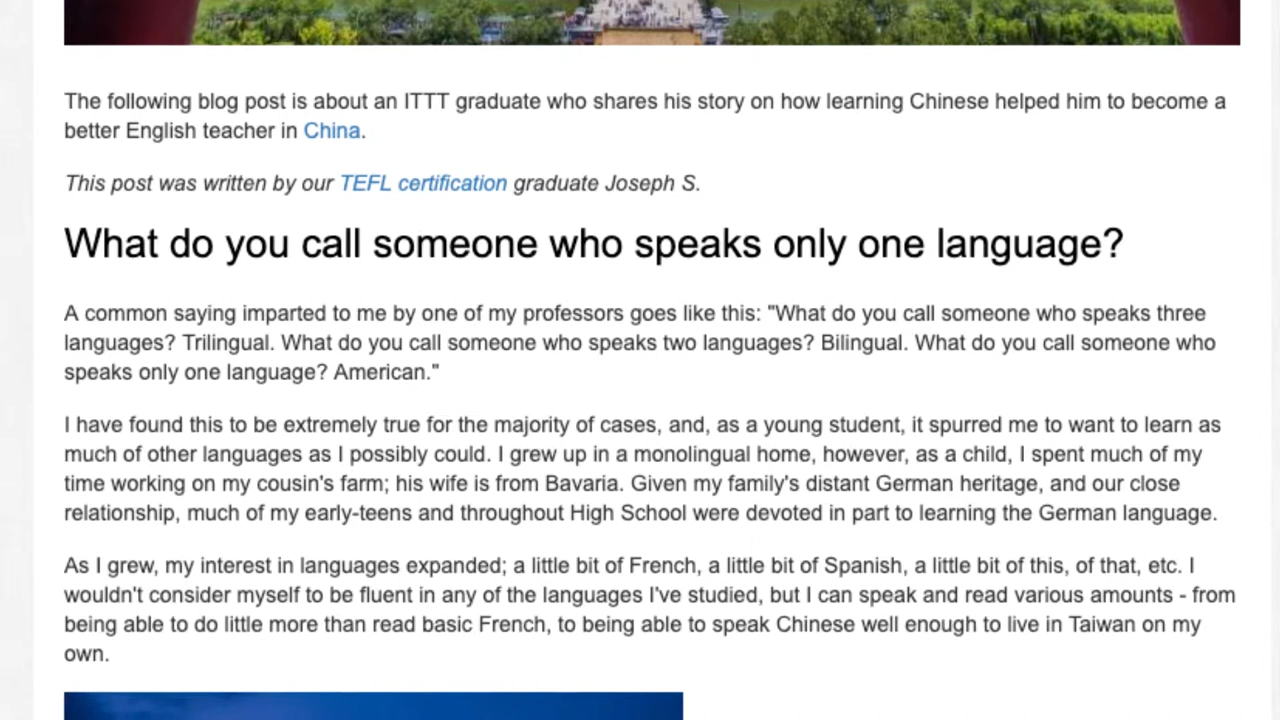 The following blog post is about an ITTT graduate who shares his story on how learning Chinese helped him to become a
better English teacher in China.
This post was written by our TEFL certification graduate Joseph S.
What do you call someone who speaks only one language?
A common saying imparted to me by one of my professors goes like this: "What do you call someone who speaks three
languages? Trilingual. What do you call someone who speaks two languages? Bilingual. What do you call someone who
speaks only one language? American."
I have found this to be extremely true for the majority of cases, and, as a young student, it spurred me to want to learn as
much of other languages as I possibly could. I grew up in a monolingual home, however, as a child, I spent much of my
time working on my cousin's farm; his wife is from Bavaria. Given my family's distant German heritage, and our close
relationship, much of my early-teens and throughout High School were devoted in part to learning the German language.
As I grew, my interest in languages expanded; a little bit of French, a little bit of Spanish, a little bit of this, of that, etc. I
wouldn't consider myself to be fluent in any of the languages I've studied, but I can speak and read various amounts - from
being able to do little more than read basic French, to being able to speak Chinese well enough to live in Taiwan on my
own.